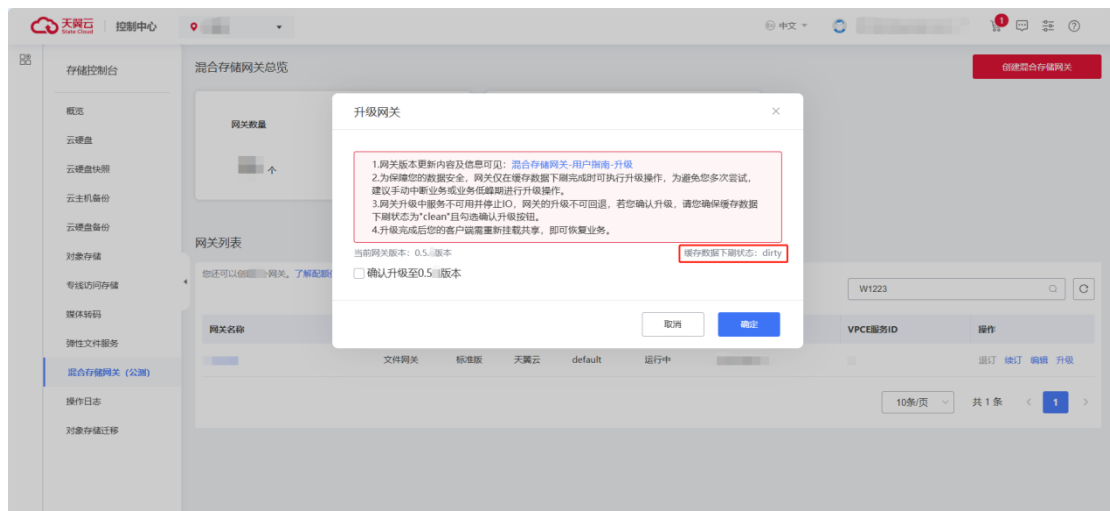 天翼云
State Cloud
控制中心
中文
1
存储控制台
概览
云硬盘
云硬盘快照
云主机备份
云硬盘备份
对象存储
专线访问存储
媒体转码
弹性文件服务
混合存储网关（公测）
操作日志
对象存储迁移
混合存储网关总览
创建混合存储网关
网关数量
个
升级网关
1.网关版本更新内容及信息可见：混合存储网关-用户指南-升级
2.为保障您的数据安全，网关仅在缓存数据下刷完成时可执行升级操作，为避免您多次尝试，
建议手动中断业务或业务低峰期进行升级操作。
3.网关升级中服务不可用并停止IO，网关的升级不可回退，若您确认升级，请您确保缓存数据
下刷状态为"clean"且勾选确认升级按钮。
4.升级完成后您的客户端需重新挂载共享，即可恢复业务。
当前网关版本：0.5. 版本
缓存数据下刷状态：dirty
确认升级至0.5 版本
取消
确定
网关列表
您还可以创 网关。了解配额
W1223
网关名称
VPCE服务ID
操作
文件网关
标准版
天翼云
default
运行中
退订 续订 编辑 升级
10条/页
共 1 条
1